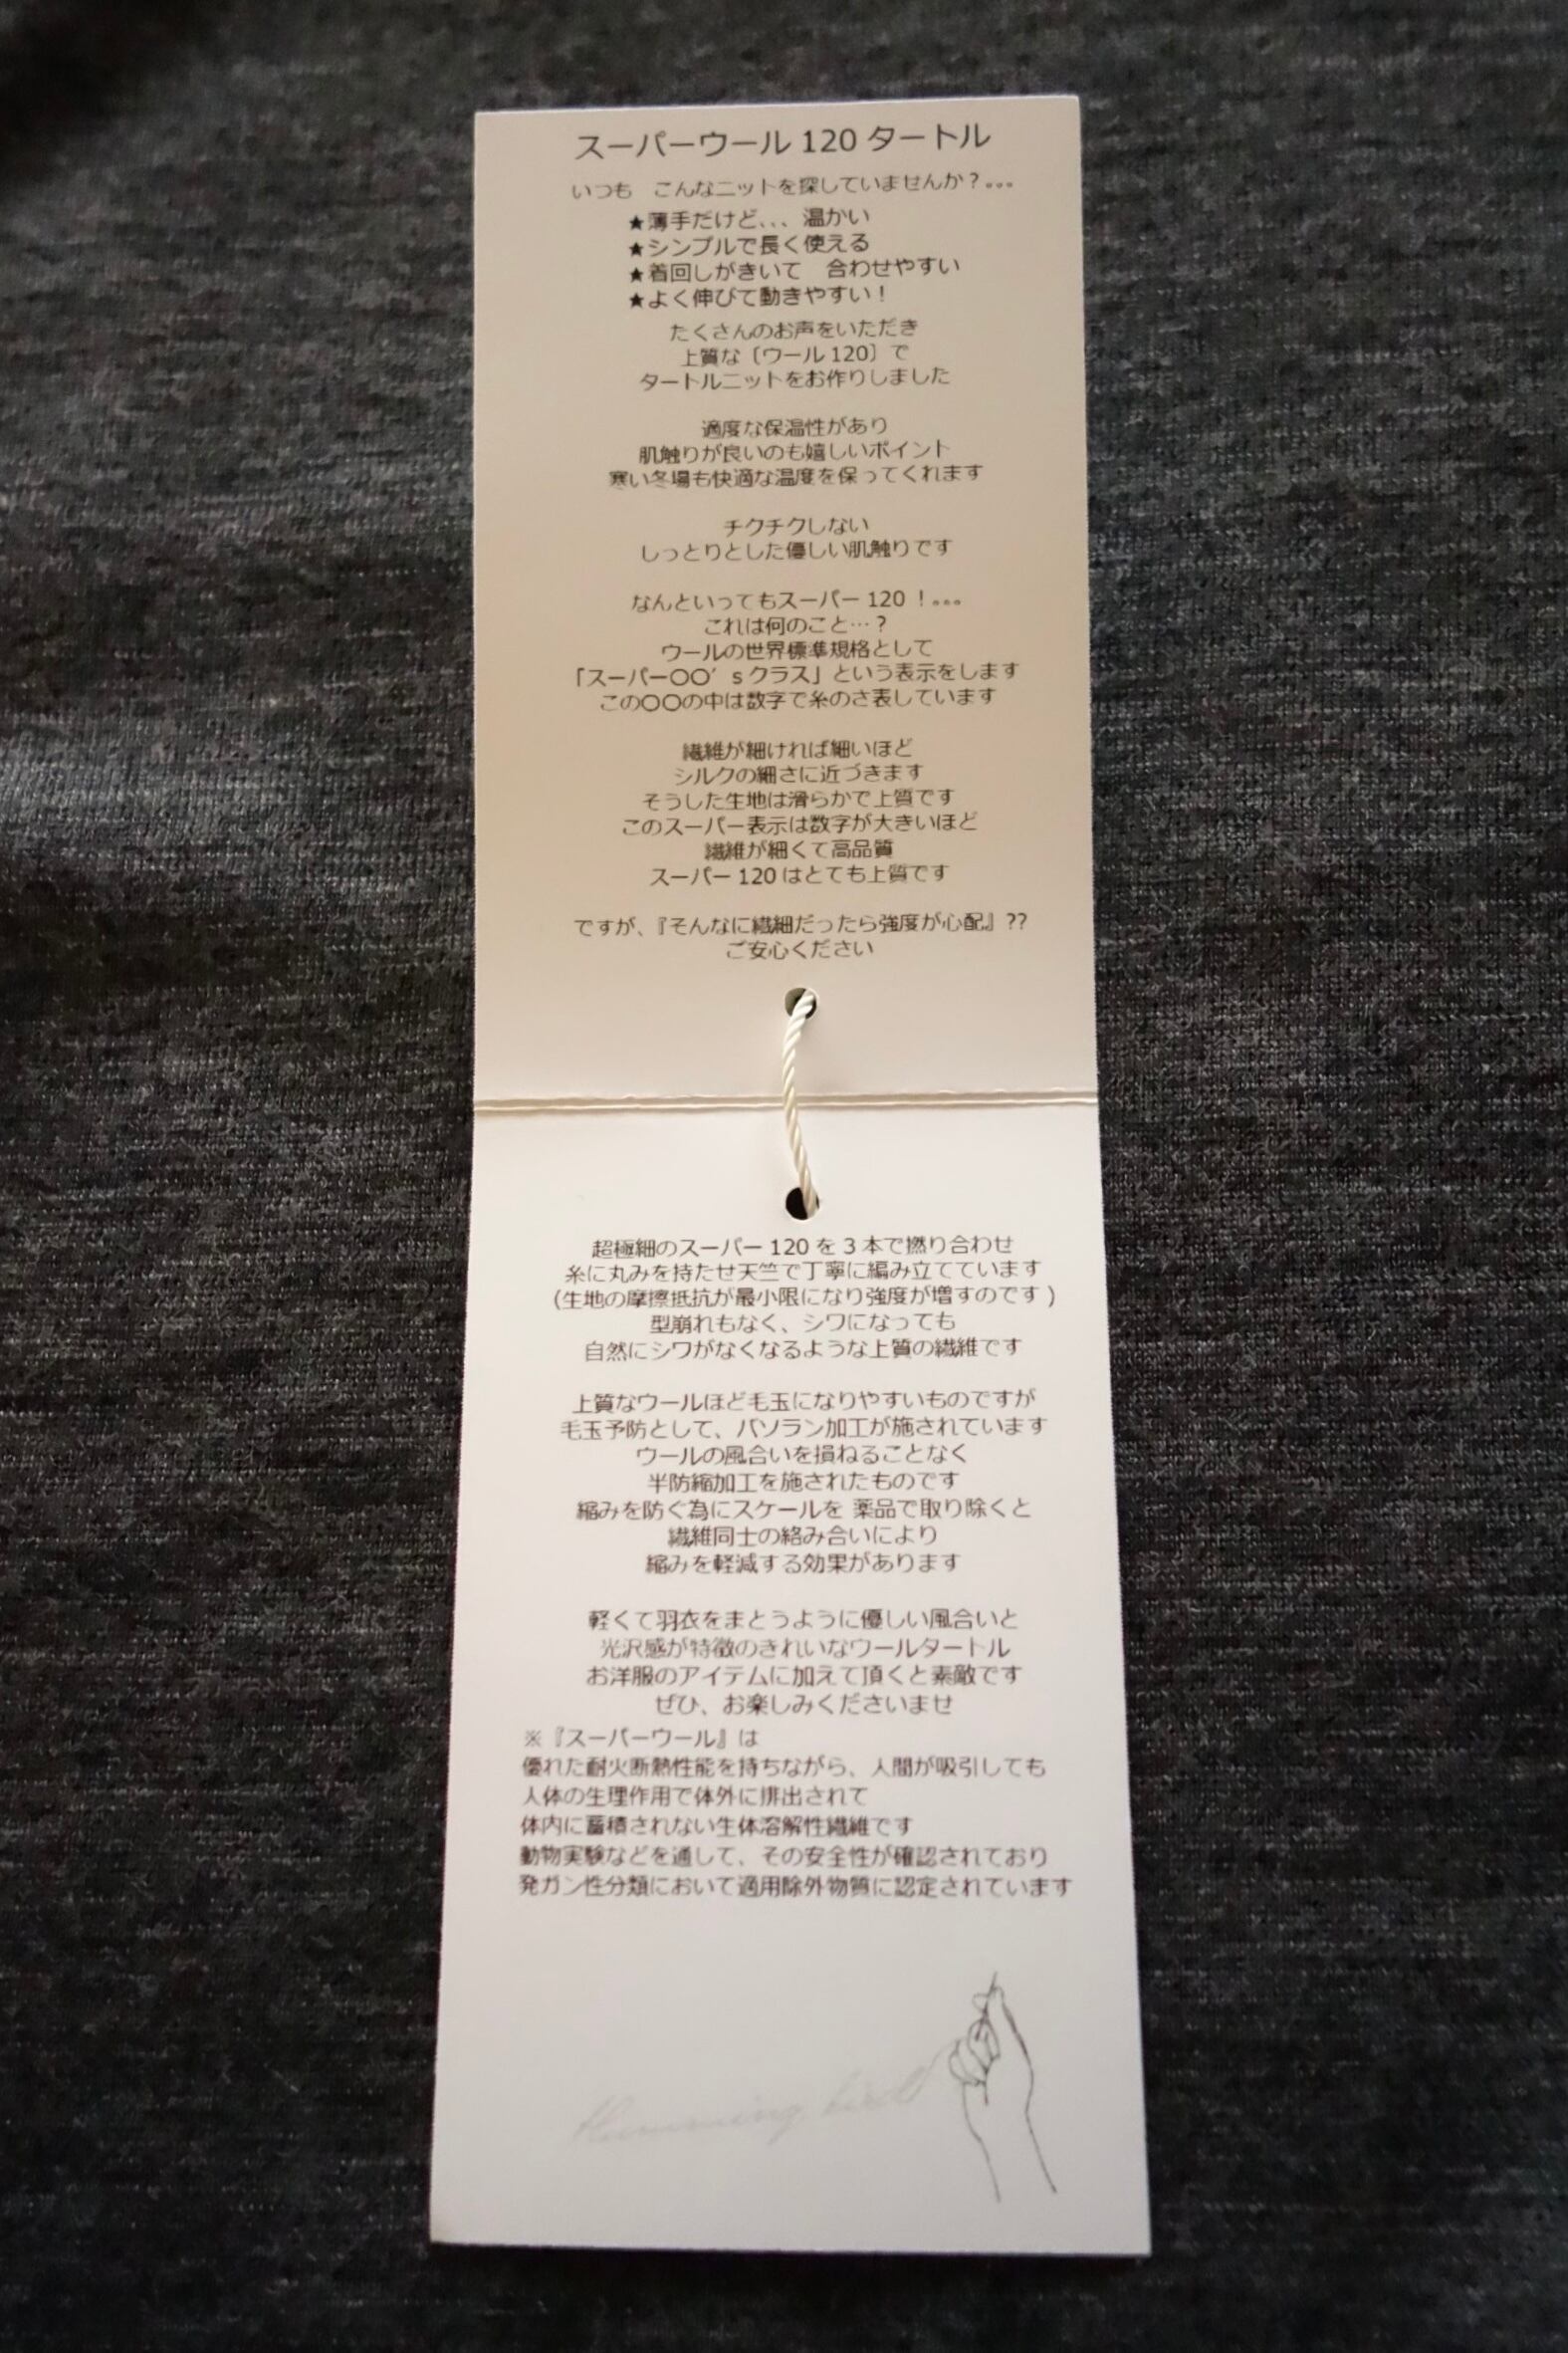 スーパーウール 120 タートル
いつも　こんなニットを探していませんか？。。。
★薄手だけど､､､ 温かい
★シンプルで長く使える
★着回しがきいて　合わせやすい
★よく伸びて動きやすい！
たくさんのお声をいただき
上質な〔ウール 120〕で
タートルニットをお作りしました
適度な保温性があり
肌触りが良いのも嬉しいポイント
寒い冬場も快適な温度を保ってくれます
チクチクしない
しっとりとした優しい肌触りです
なんといってもスーパー 120 ！。。。
これは何のこと…？
ウールの世界標準規格として
「スーパー〇〇’ｓクラス」という表示をします
この〇〇の中は数字で糸のさ表しています
繊維が細ければ細いほど
シルクの細さに近づきます
そうした生地は滑らかで上質です
このスーパー表示は数字が大きいほど
繊維が細くて高品質
スーパー 120 はとても上質です
ですが、『そんなに繊細だったら強度が心配』??
ご安心ください
超極細のスーパー 120 を 3 本で撚り合わせ
糸に丸みを持たせ天竺で丁寧に編み立てています
(生地の摩擦抵抗が最小限になり強度が増すのです )
型崩れもなく、シワになっても
自然にシワがなくなるような上質の繊維です
上質なウールほど毛玉になりやすいものですが
毛玉予防として、バソラン加工が施されています
ウールの風合いを損ねることなく
半防縮加工を施されたものです
縮みを防ぐ為にスケールを 薬品で取り除くと
繊維同士の絡み合いにより
縮みを軽減する効果があります
軽くて羽衣をまとうように優しい風合いと
光沢感が特徴のきれいなウールタートル
お洋服のアイテムに加えて頂くと素敵です
ぜひ、お楽しみくださいませ
※『スーパーウール』は
優れた耐火断熱性能を持ちながら、人間が吸引しても
人体の生理作用で体外に排出されて
体内に蓄積されない生体溶解性繊維です
動物実験などを通して、その安全性が確認されており
発ガン性分類において適用除外物質に認定されています
Humming bird